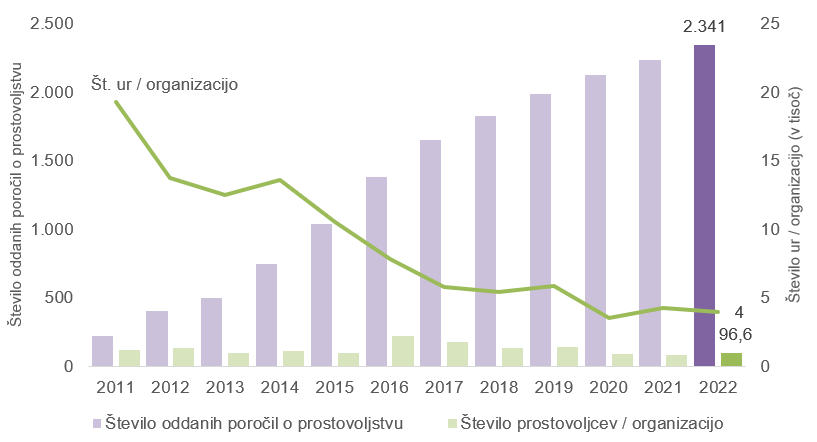 2.500
2.000
1.500
1.000
500
0
Število oddanih poročil o prostovoljstvu
Št. ur / organizacijo
2.341
4
96,6
25
20
15
10
5
0
Število ur / organizacijo (v tisoč)
2011 2012 2013 2014 2015 2016 2017 2018 2019 2020 2021 2022
Število oddanih poročil o prostovoljstvu
Število prostovoljcev / organizacijo